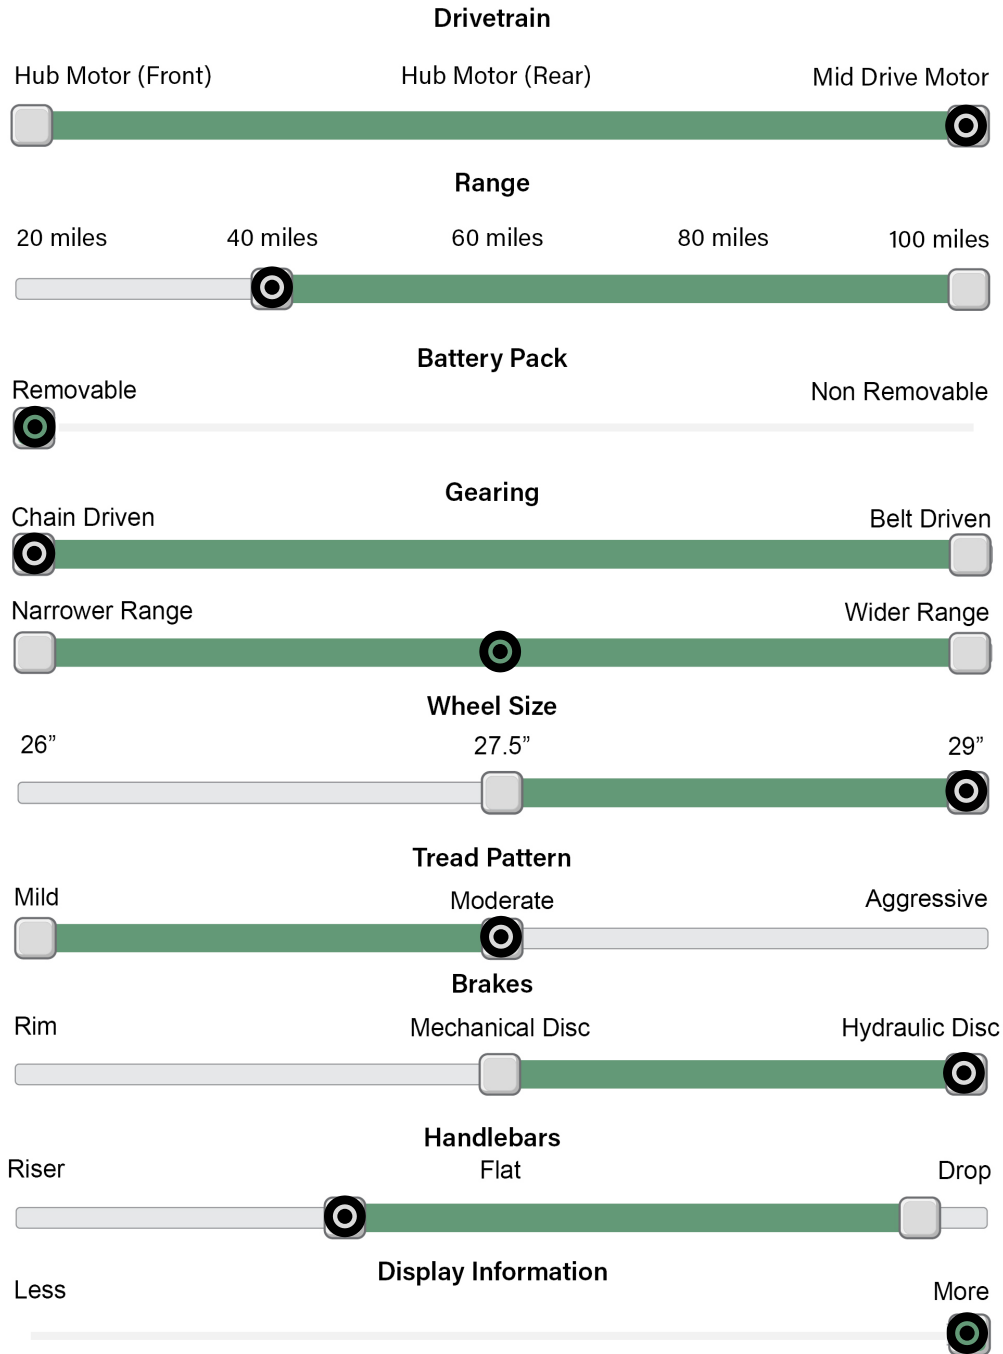 Drivetrain
Hub Motor (Front) Hub Motor (Rear) Mid Drive Motor
Range
20 miles 40 miles 60 miles 80 miles 100 miles
Battery Pack
Removable Non Removable
Gearing
Chain Driven Belt Driven
Narrower Range Wider Range
Wheel Size
26” 27.5” 29”
Tread Pattern
Mild Moderate Aggressive
Brakes
Rim Mechanical Disc Hydraulic Disc
Handlebars
Riser Flat Drop
Display Information
Less More